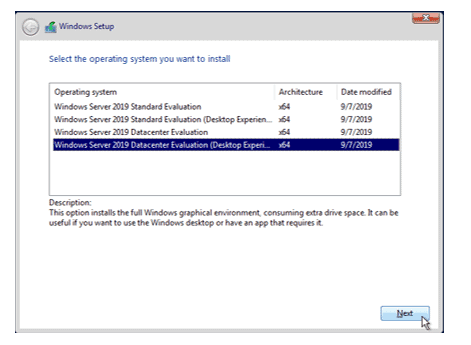 Windows Setup
Select the operating system you want to install
Operating system Architecture Date modified
Windows Server 2019 Standard Evaluation x64 9/7/2019
Windows Server 2019 Standard Evaluation (Desktop Experien... x64 9/7/2019
Windows Server 2019 Datacenter Evaluation x64 9/7/2019
Windows Server 2019 Datacenter Evaluation (Desktop Experi... x64 9/7/2019
Description:
This option installs the full Windows graphical environment, consuming extra drive space. It can be
useful if you want to use the Windows desktop or have an app that requires it.
Next